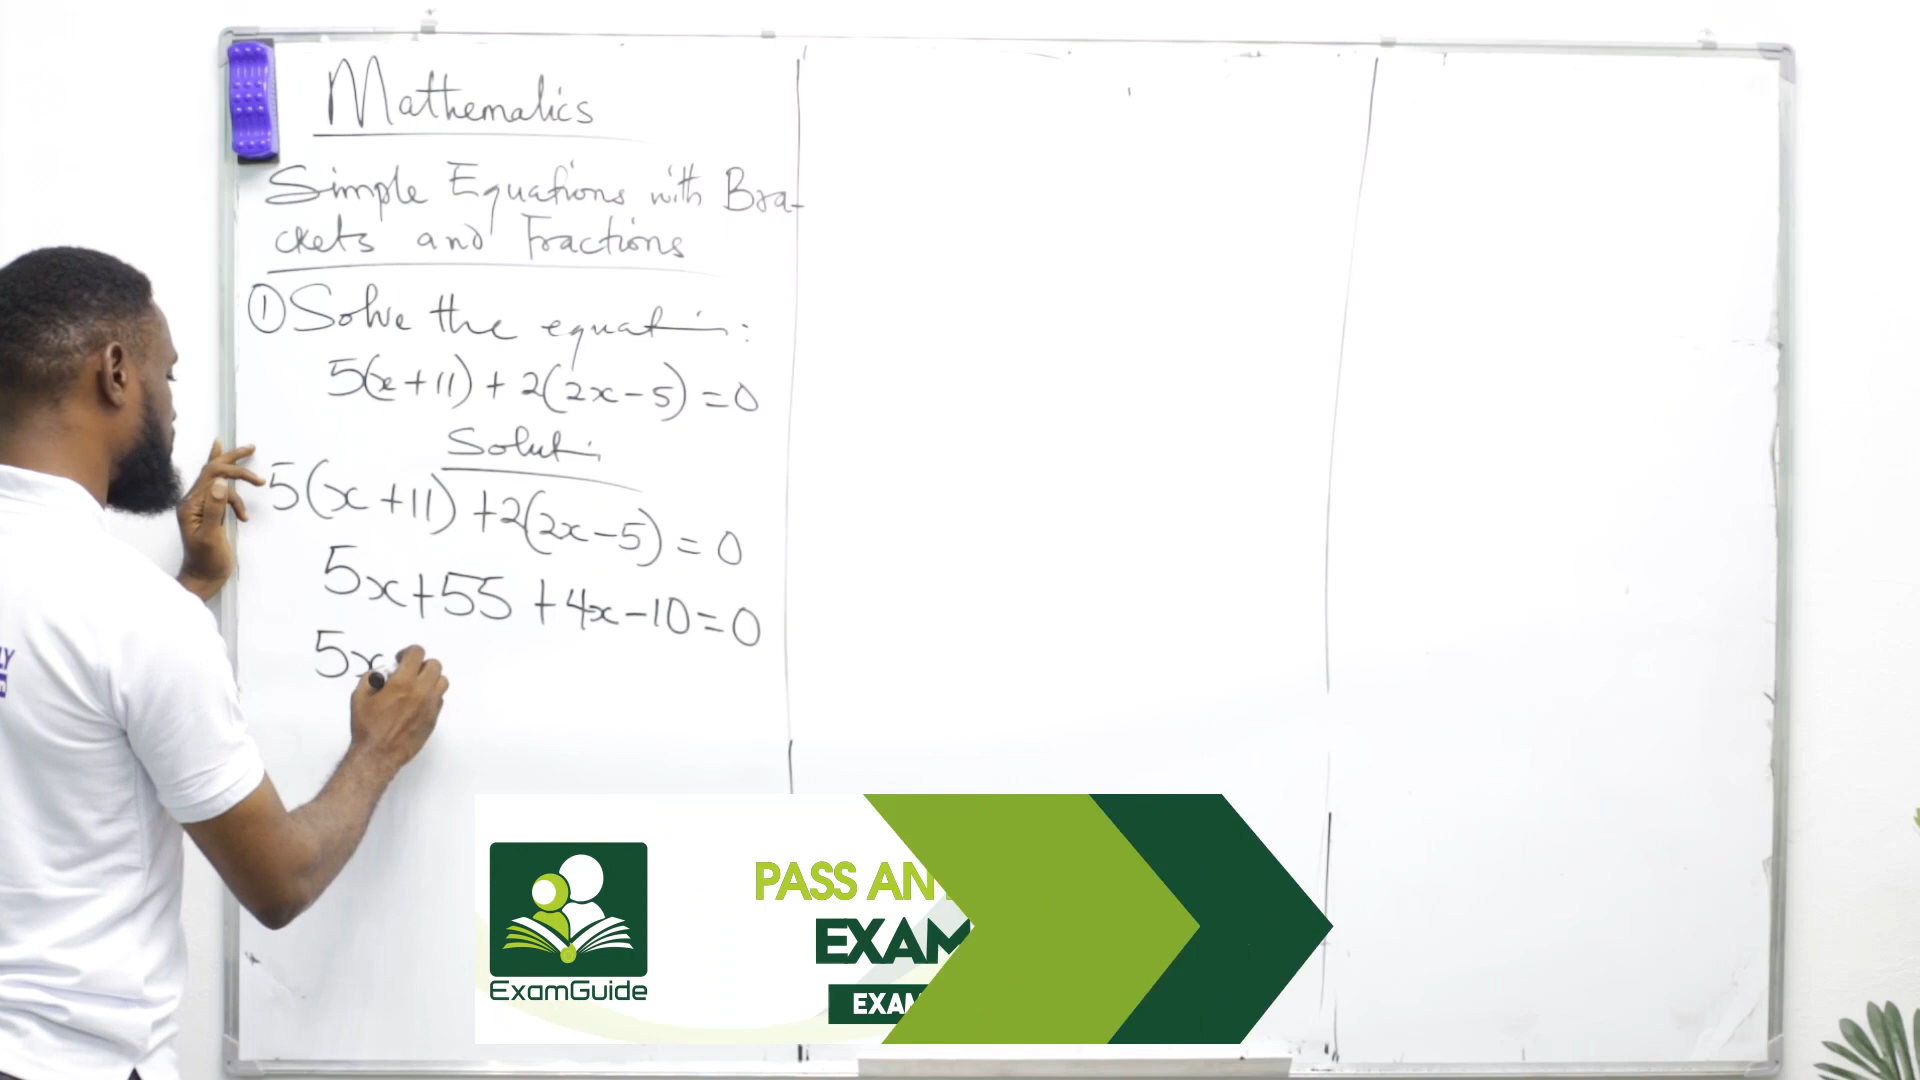 Mathematics
Simple Equations with Bra-
ckets and Fractions
① Solve the equation:
5(x+11) + 2(2x-5) = 0
Solution
5(x+11) +2(2x-5) = 0
5x+55 +4x-10=0
5x
ExamGuide
PASS AN
EXAM
EXAM
LY